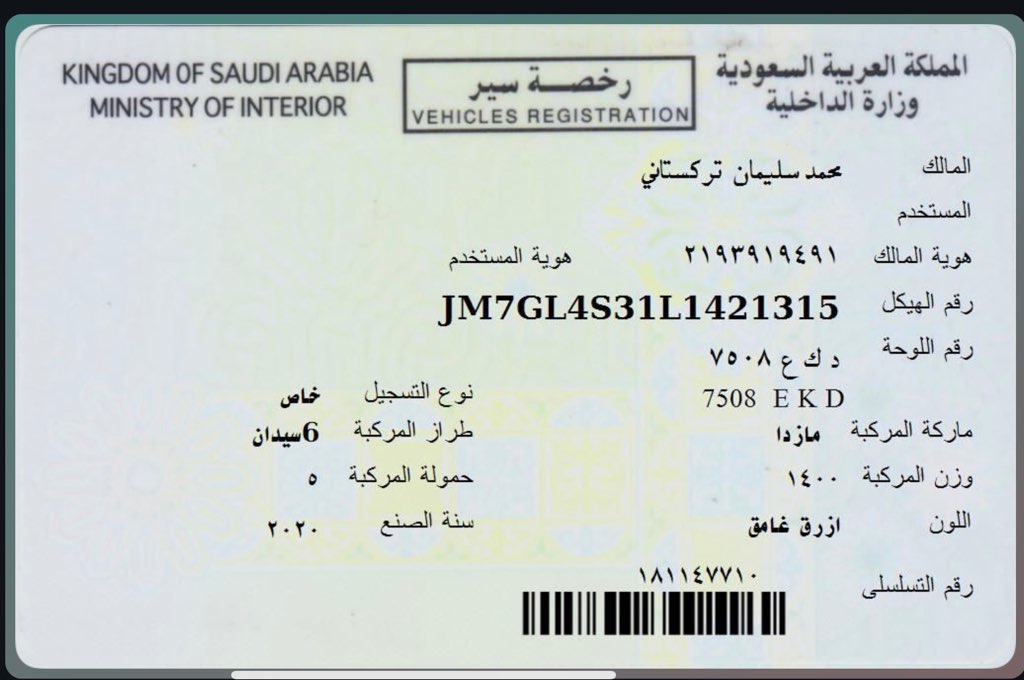 KINGDOM OF SAUDI ARABIA
MINISTRY OF INTERIOR
رخصة سير
VEHICLES REGISTRATION
المملكة العربية السعودية
وزارة الداخلية
المالك محمد سليمان تركستاني
المستخدم
هوية المالك ٢١٩٣٩١٩٤٩١ هوية المستخدم
رقم الهيكل JM7GL4S31L1421315
رقم اللوحة د ك ع ٧٥٠٨
7508 E K D
نوع التسجيل خاص
ماركة المركبة مازدا طراز المركبة 6سيدان
وزن المركبة ١٤٠٠ حمولة المركبة ٥
اللون ازرق غامق سنة الصنع ٢٠٢٠
رقم التسلسلى ١٨١١٤٧٧١٠